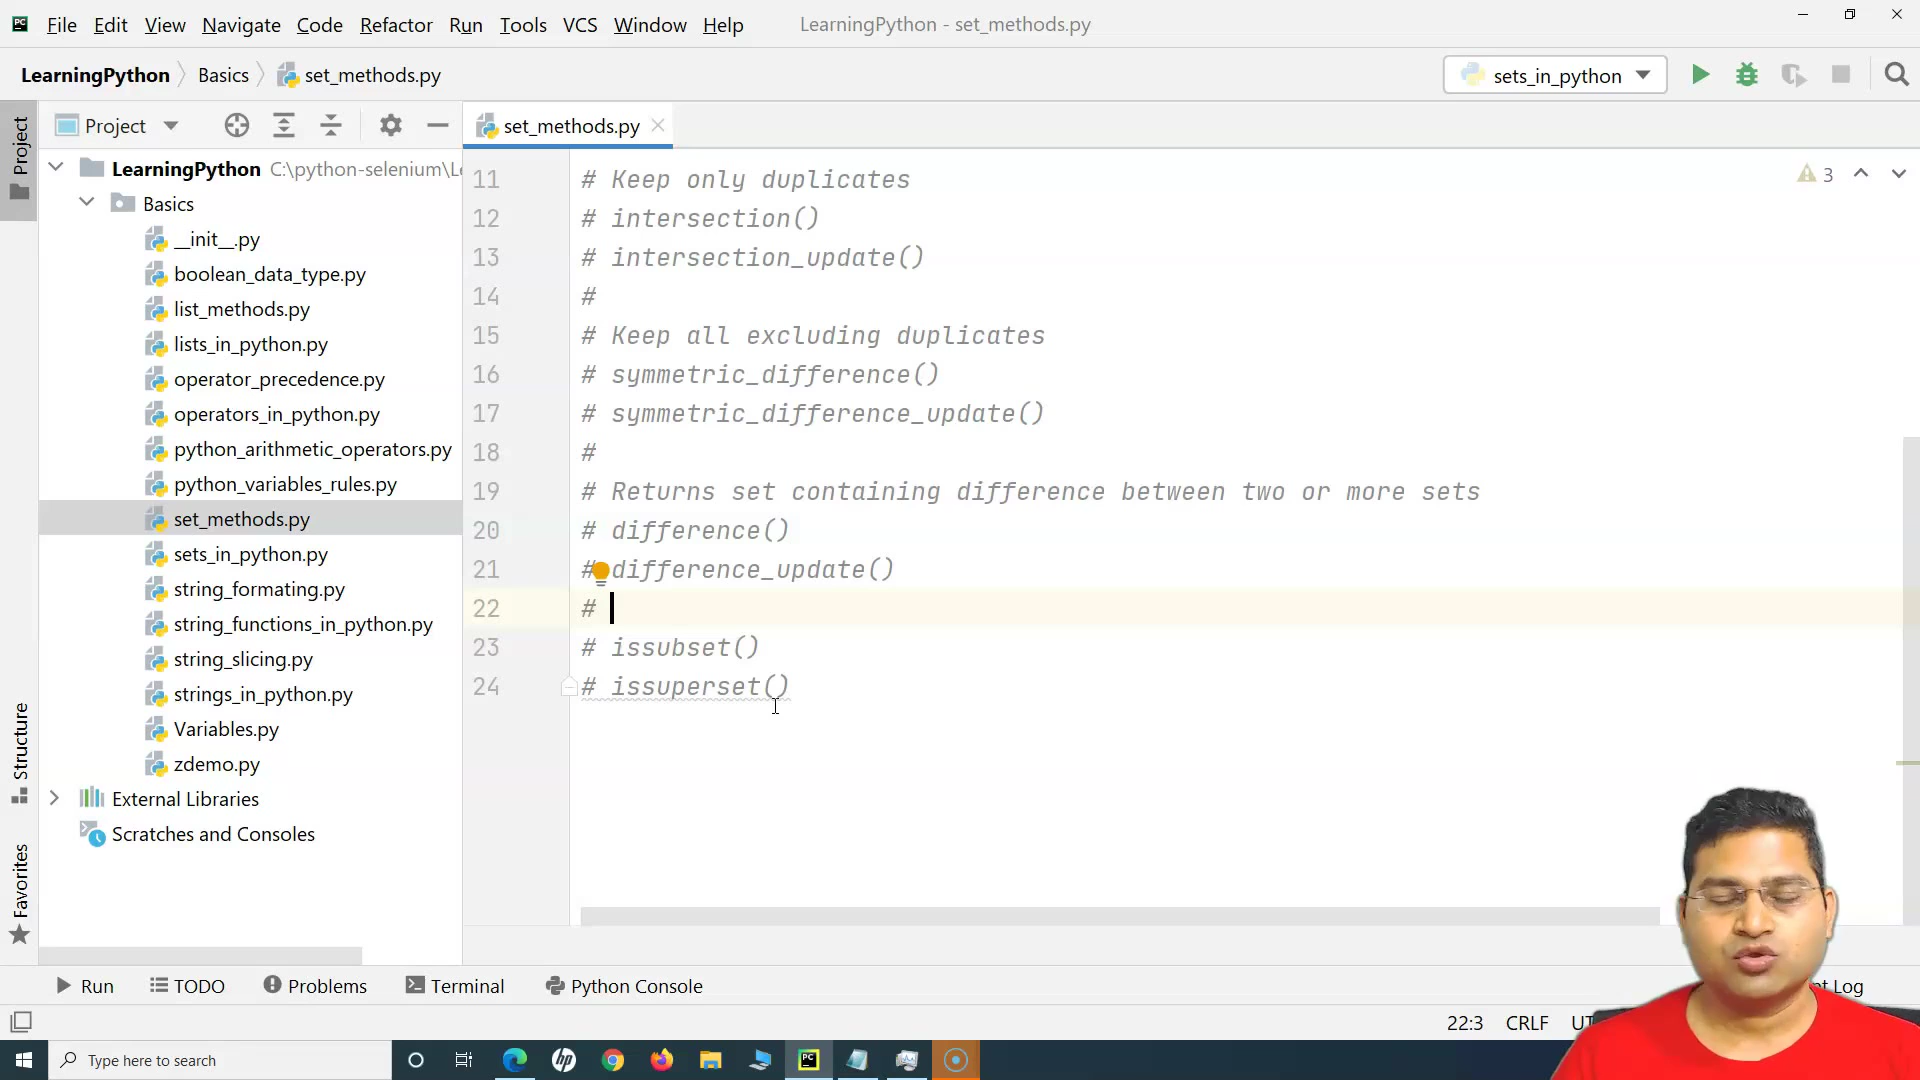 File Edit View Navigate Code Refactor Run Tools VCS Window Help LearningPython - set_methods.py
LearningPython Basics set_methods.py sets_in_python
Project
Project set_methods.py
LearningPython C:\python-selenium\L
Basics
__init__.py
boolean_data_type.py
list_methods.py
lists_in_python.py
operator_precedence.py
operators_in_python.py
python_arithmetic_operators.py
python_variables_rules.py
set_methods.py
sets_in_python.py
string_formating.py
string_functions_in_python.py
string_slicing.py
strings_in_python.py
Variables.py
zdemo.py
External Libraries
Scratches and Consoles
Structure
Favorites
3
11 # Keep only duplicates
12 # intersection()
13 # intersection_update()
14 #
15 # Keep all excluding duplicates
16 # symmetric_difference()
17 # symmetric_difference_update()
18 #
19 # Returns set containing difference between two or more sets
20 # difference()
21 # difference_update()
22 #
23 # issubset()
24 # issuperset()
Run TODO Problems Terminal Python Console Log
22:3 CRLF
Type here to search
hp
PC